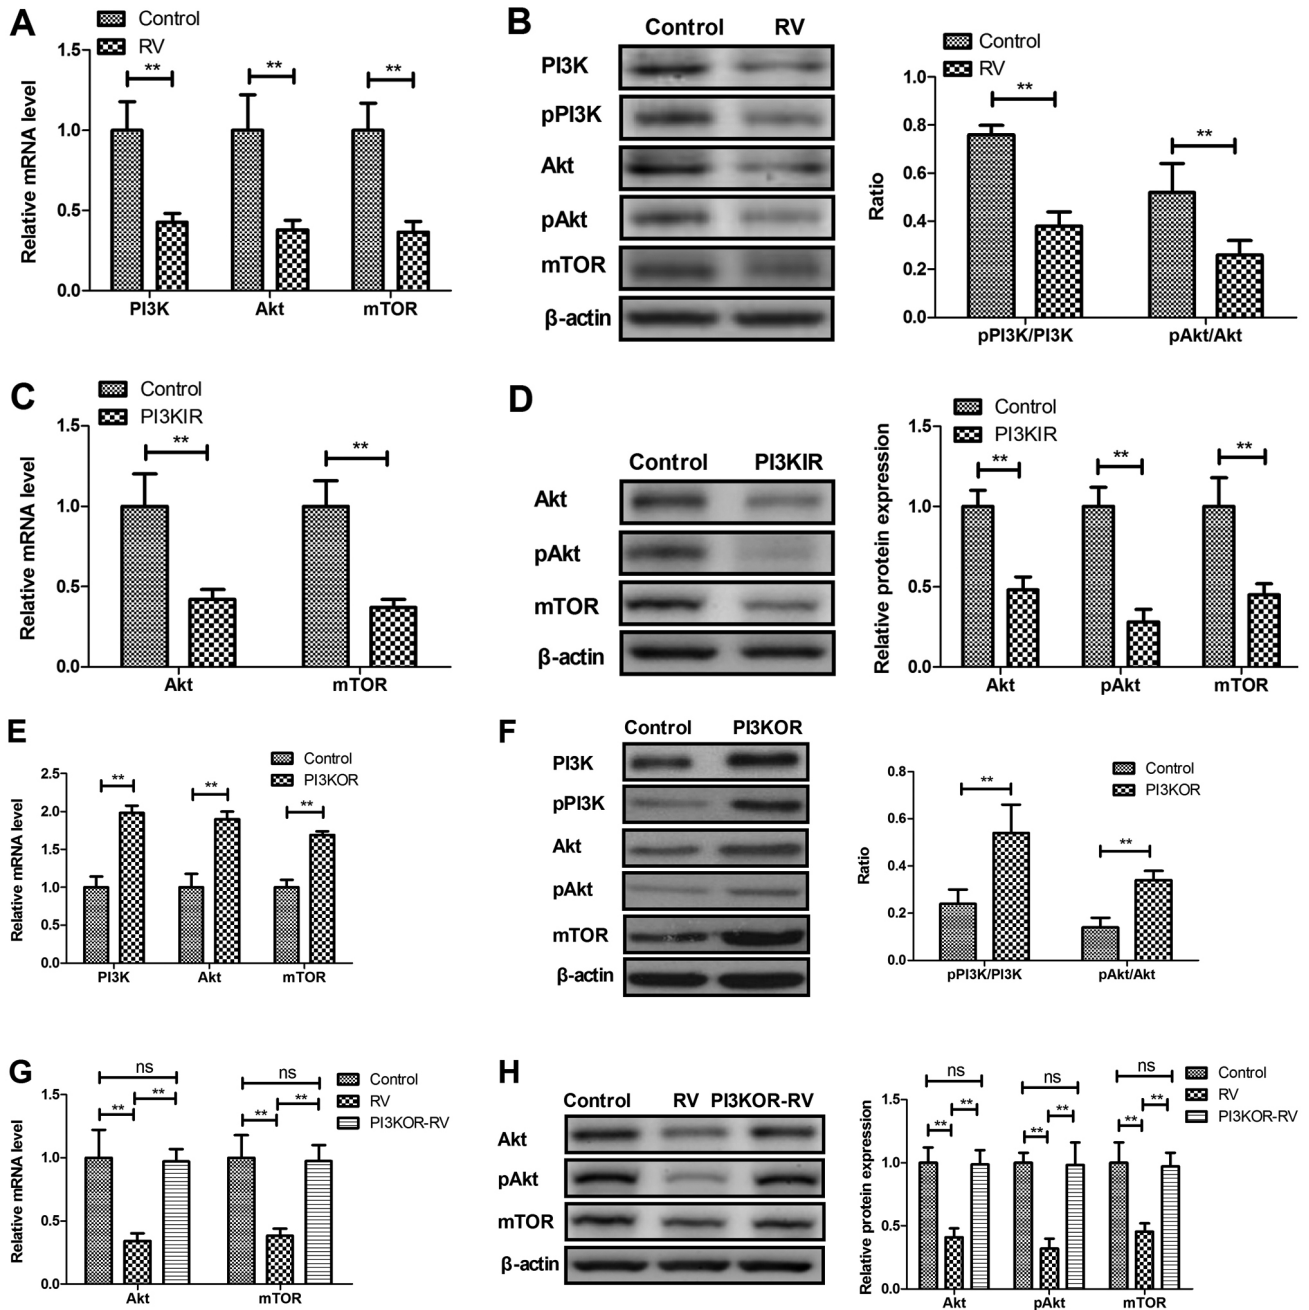 A
Control
RV
Relative mRNA level
1.5
1.0
0.5
0.0
**
**
**
PI3K
Akt
mTOR
B
Control
RV
PI3K
pPI3K
Akt
pAkt
mTOR
β-actin
Control
RV
Ratio
1.0
0.8
0.6
0.4
0.2
0.0
**
**
pPI3K/PI3K
pAkt/Akt
C
Control
PI3KIR
Relative mRNA level
1.5
1.0
0.5
0.0
**
**
Akt
mTOR
D
Control
PI3KIR
Akt
pAkt
mTOR
β-actin
Control
PI3KIR
Relative protein expression
1.5
1.0
0.5
0.0
**
**
**
Akt
pAkt
mTOR
E
Control
PI3KOR
Relative mRNA level
2.5
2.0
1.5
1.0
0.5
0.0
**
**
**
PI3K
Akt
mTOR
F
Control
PI3KOR
PI3K
pPI3K
Akt
pAkt
mTOR
β-actin
Control
PI3KOR
Ratio
0.8
0.6
0.4
0.2
0.0
**
**
pPI3K/PI3K
pAkt/Akt
G
Control
RV
PI3KOR-RV
Relative mRNA level
1.5
1.0
0.5
0.0
ns
**
**
ns
**
**
Akt
mTOR
H
Control
RV
PI3KOR-RV
Akt
pAkt
mTOR
β-actin
Control
RV
PI3KOR-RV
Relative protein expression
1.5
1.0
0.5
0.0
ns
**
**
ns
**
**
ns
**
**
Akt
pAkt
mTOR